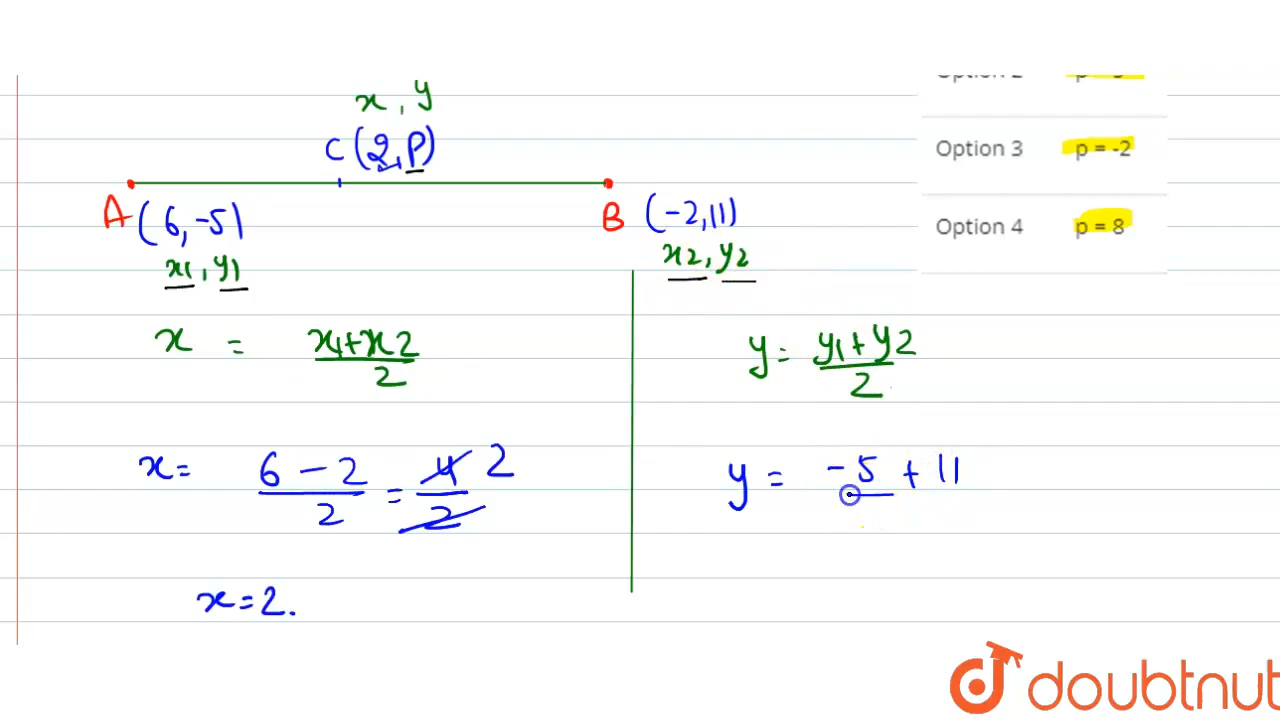 x, y
C (2, P)
A (6, -5)
B (-2, 11)
x1, y1
x2, y2
x = x1+x2/2
y = y1+y2/2
x = 6-2/2 = 4/2 2
y = -5 + 11
x=2.
Option 3 p = -2
Option 4 p = 8
doubtnut